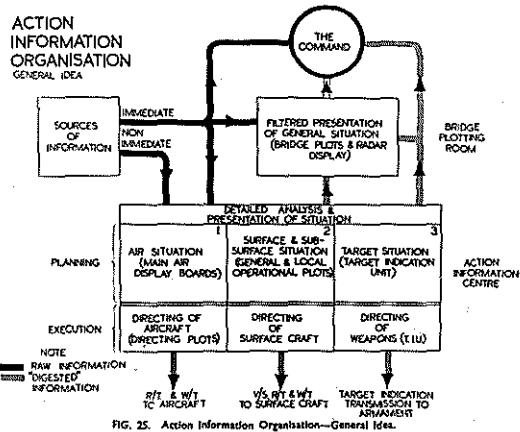 ACTION
INFORMATION
ORGANISATION
GENERAL IDEA
THE
COMMAND
IMMEDIATE
NON
IMMEDIATE
SOURCES
OF
INFORMATION
FILTERED PRESENTATION
OF GENERAL SITUATION
(BRIDGE PLOTS & RADAR
DISPLAY)
BRIDGE
PLOTTING
ROOM
DETAILED ANALYSIS &
PRESENTATION OF SITUATION
PLANNING
1
AIR SITUATION
(MAIN AIR
DISPLAY BOARDS)
2
SURFACE & SUB-
SURFACE SITUATION
(GENERAL & LOCAL
OPERATIONAL PLOTS)
3
TARGET SITUATION
(TARGET INDICATION
UNIT)
ACTION
INFORMATION
CENTRE
EXECUTION
DIRECTING OF
AIRCRAFT
(DIRECTING PLOTS)
DIRECTING
OF
SURFACE CRAFT
DIRECTING
OF
WEAPONS (T.I.U)
NOTE
RAW INFORMATION
"DIGESTED"
INFORMATION
R/T & W/T
TO AIRCRAFT
V/S, R/T & W/T
TO SURFACE CRAFT
TARGET INDICATION
TRANSMISSION TO
ARMAMENT
FIG. 25. Action Information Organisation—General Idea.